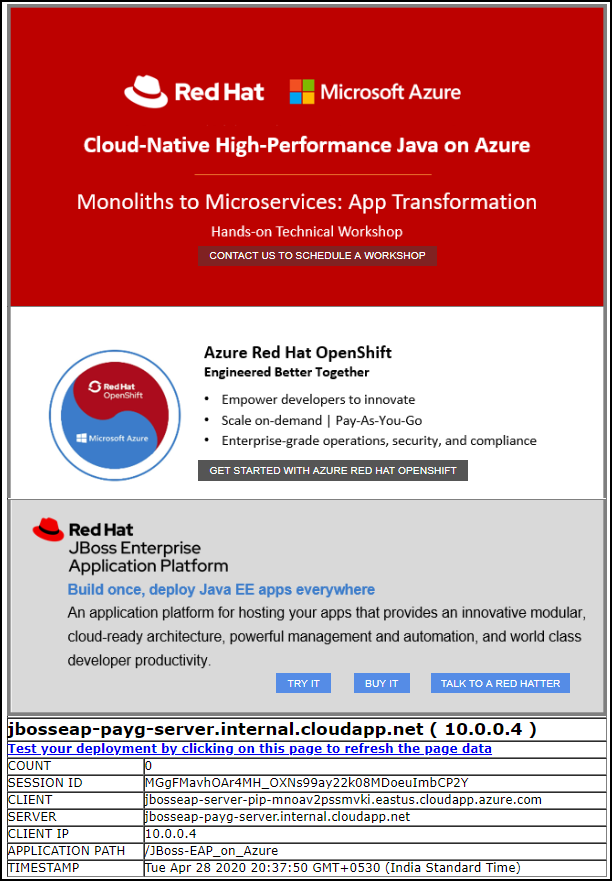 Red Hat Microsoft Azure
Cloud-Native High-Performance Java on Azure
Monoliths to Microservices: App Transformation
Hands-on Technical Workshop
CONTACT US TO SCHEDULE A WORKSHOP
Red Hat
OpenShift
Microsoft Azure
Azure Red Hat OpenShift
Engineered Better Together
• Empower developers to innovate
• Scale on-demand | Pay-As-You-Go
• Enterprise-grade operations, security, and compliance
GET STARTED WITH AZURE RED HAT OPENSHIFT
Red Hat
JBoss Enterprise
Application Platform
Build once, deploy Java EE apps everywhere
An application platform for hosting your apps that provides an innovative modular,
cloud-ready architecture, powerful management and automation, and world class
developer productivity.
TRY IT BUY IT TALK TO A RED HATTER
jbosseap-payg-server.internal.cloudapp.net ( 10.0.0.4 )
Test your deployment by clicking on this page to refresh the page data
COUNT 0
SESSION ID MGgFMavhOAr4MH_OXNs99ay22k08MDoeuImbCP2Y
CLIENT jbosseap-server-pip-mnoav2pssmvki.eastus.cloudapp.azure.com
SERVER jbosseap-payg-server.internal.cloudapp.net
CLIENT IP 10.0.0.4
APPLICATION PATH /JBoss-EAP_on_Azure
TIMESTAMP Tue Apr 28 2020 20:37:50 GMT+0530 (India Standard Time)